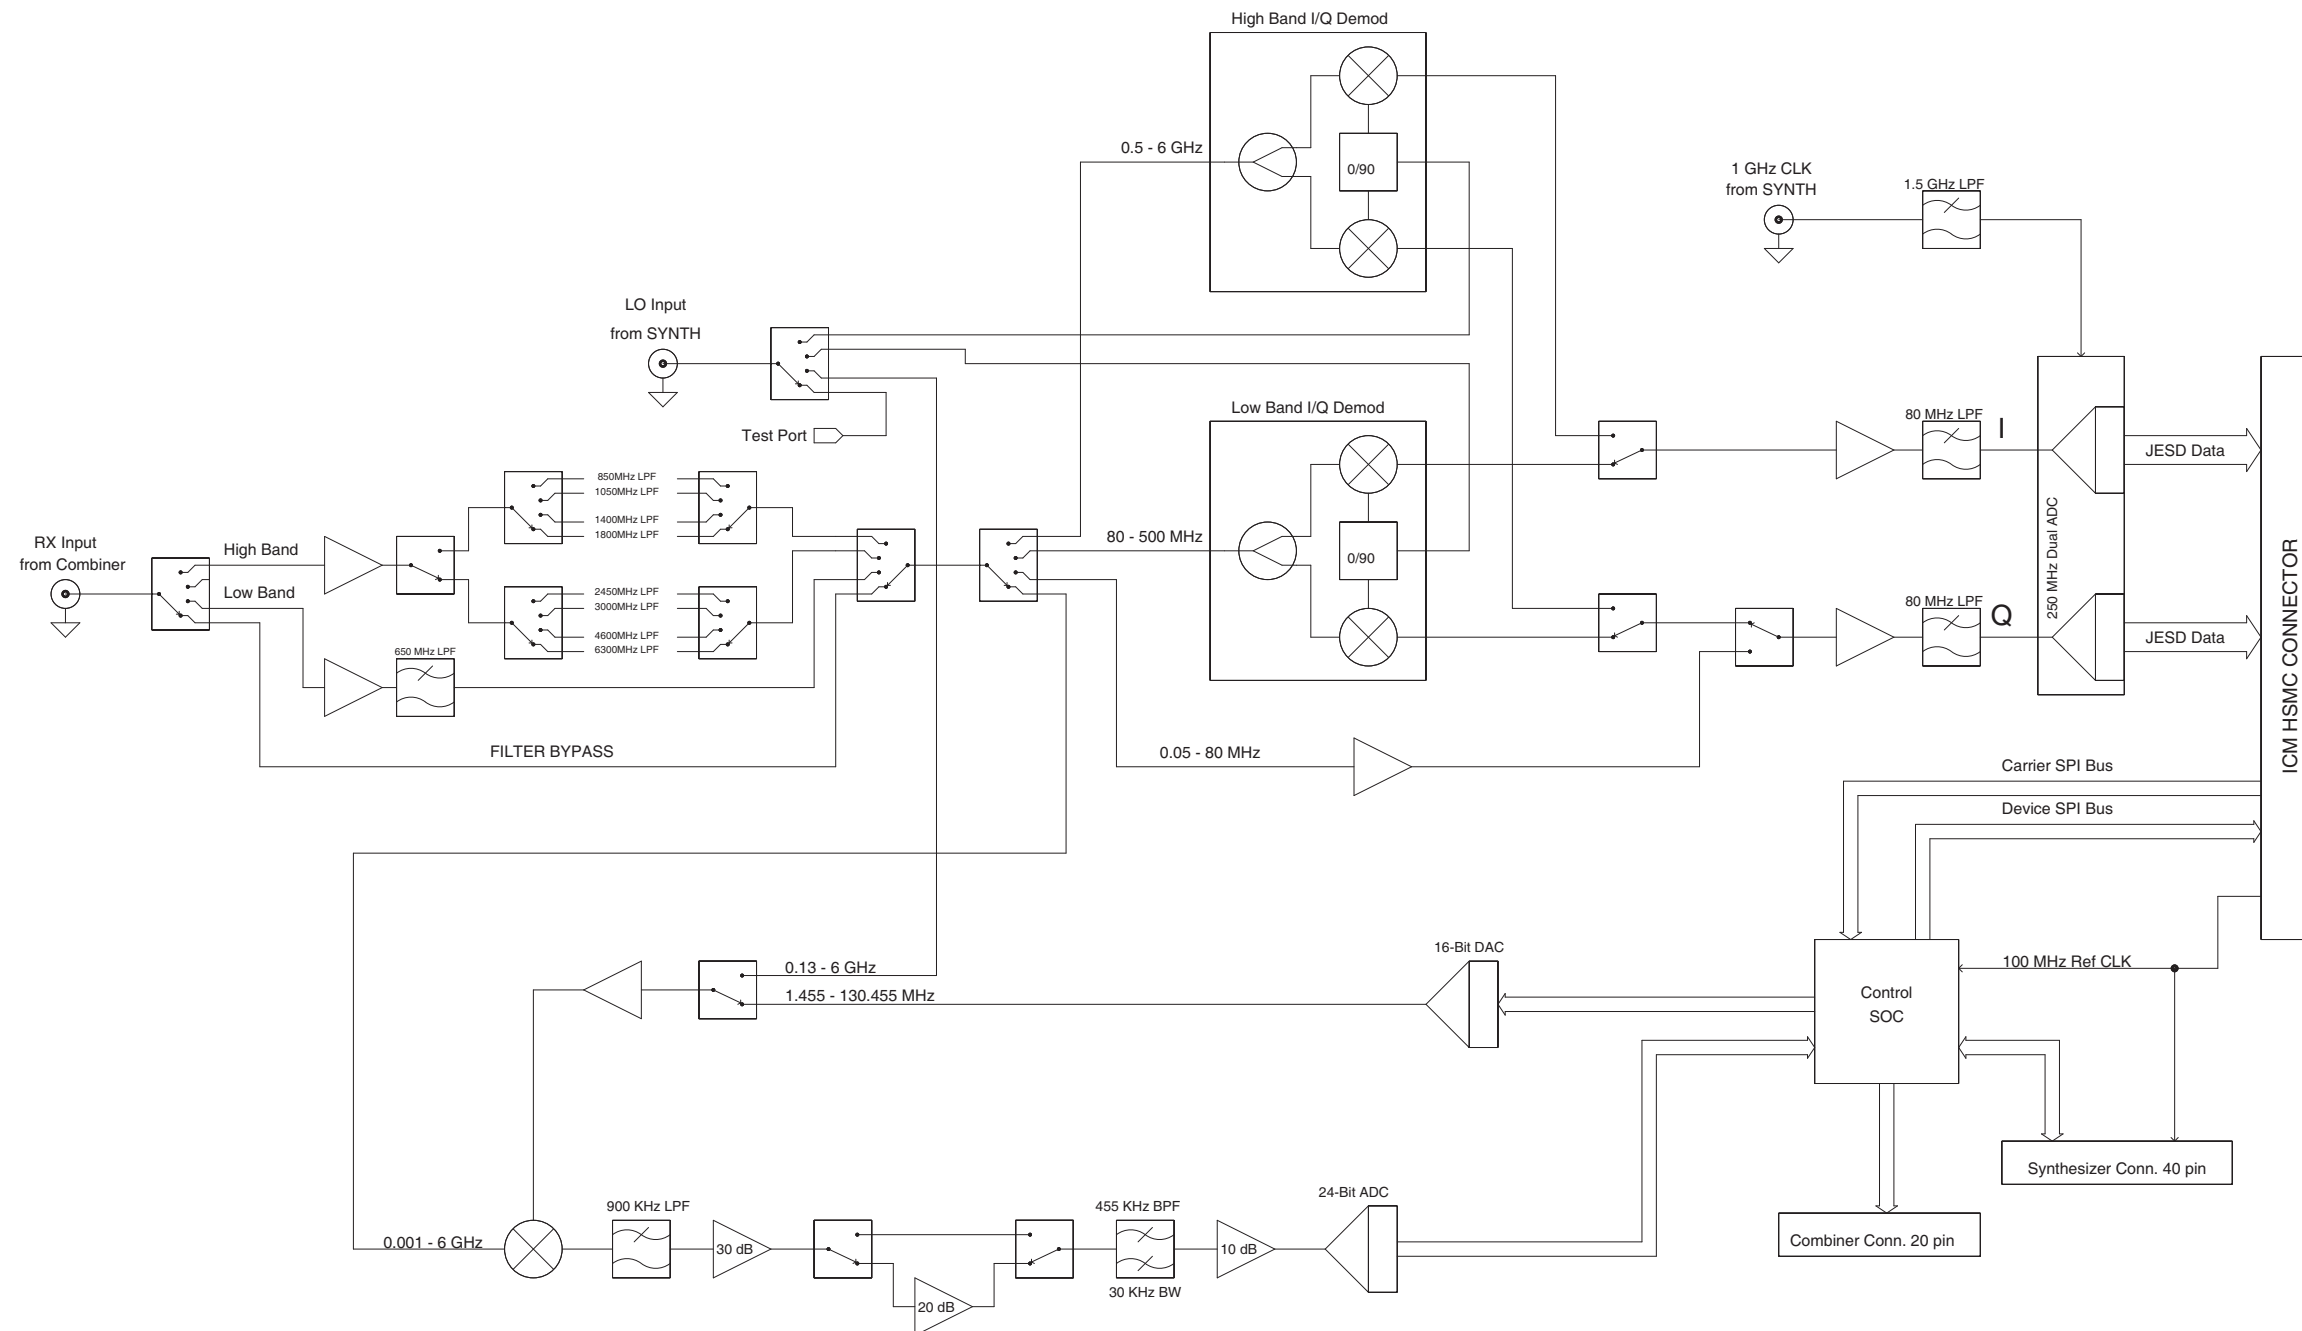 High Band I/Q Demod
0.5 - 6 GHz
0/90
1 GHz CLK
from SYNTH
1.5 GHz LPF
LO Input
from SYNTH
Test Port
Low Band I/Q Demod
80 - 500 MHz
0/90
80 MHz LPF
I
JESD Data
250 MHz Dual ADC
80 MHz LPF
Q
JESD Data
ICM HSMC CONNECTOR
RX Input
from Combiner
High Band
Low Band
850MHz LPF
1050MHz LPF
1400MHz LPF
1800MHz LPF
2450MHz LPF
3000MHz LPF
4600MHz LPF
6300MHz LPF
650 MHz LPF
FILTER BYPASS
0.05 - 80 MHz
Carrier SPI Bus
Device SPI Bus
16-Bit DAC
0.13 - 6 GHz
1.455 - 130.455 MHz
100 MHz Ref CLK
Control
SOC
Synthesizer Conn. 40 pin
Combiner Conn. 20 pin
0.001 - 6 GHz
900 KHz LPF
30 dB
20 dB
455 KHz BPF
30 KHz BW
10 dB
24-Bit ADC